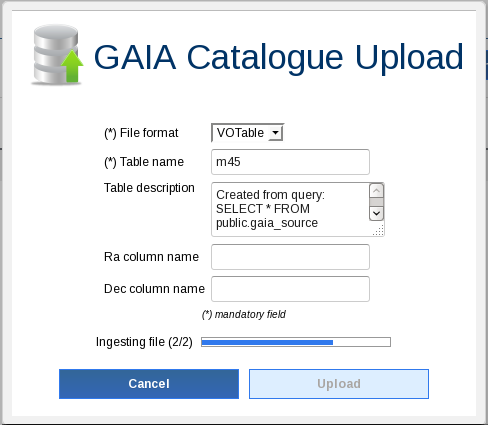 GAIA Catalogue Upload
(*) File format VOTable
(*) Table name m45
Table description Created from query:
SELECT * FROM
public.gaia_source
Ra column name
Dec column name
(*) mandatory field
Ingesting file (2/2)
Cancel Upload